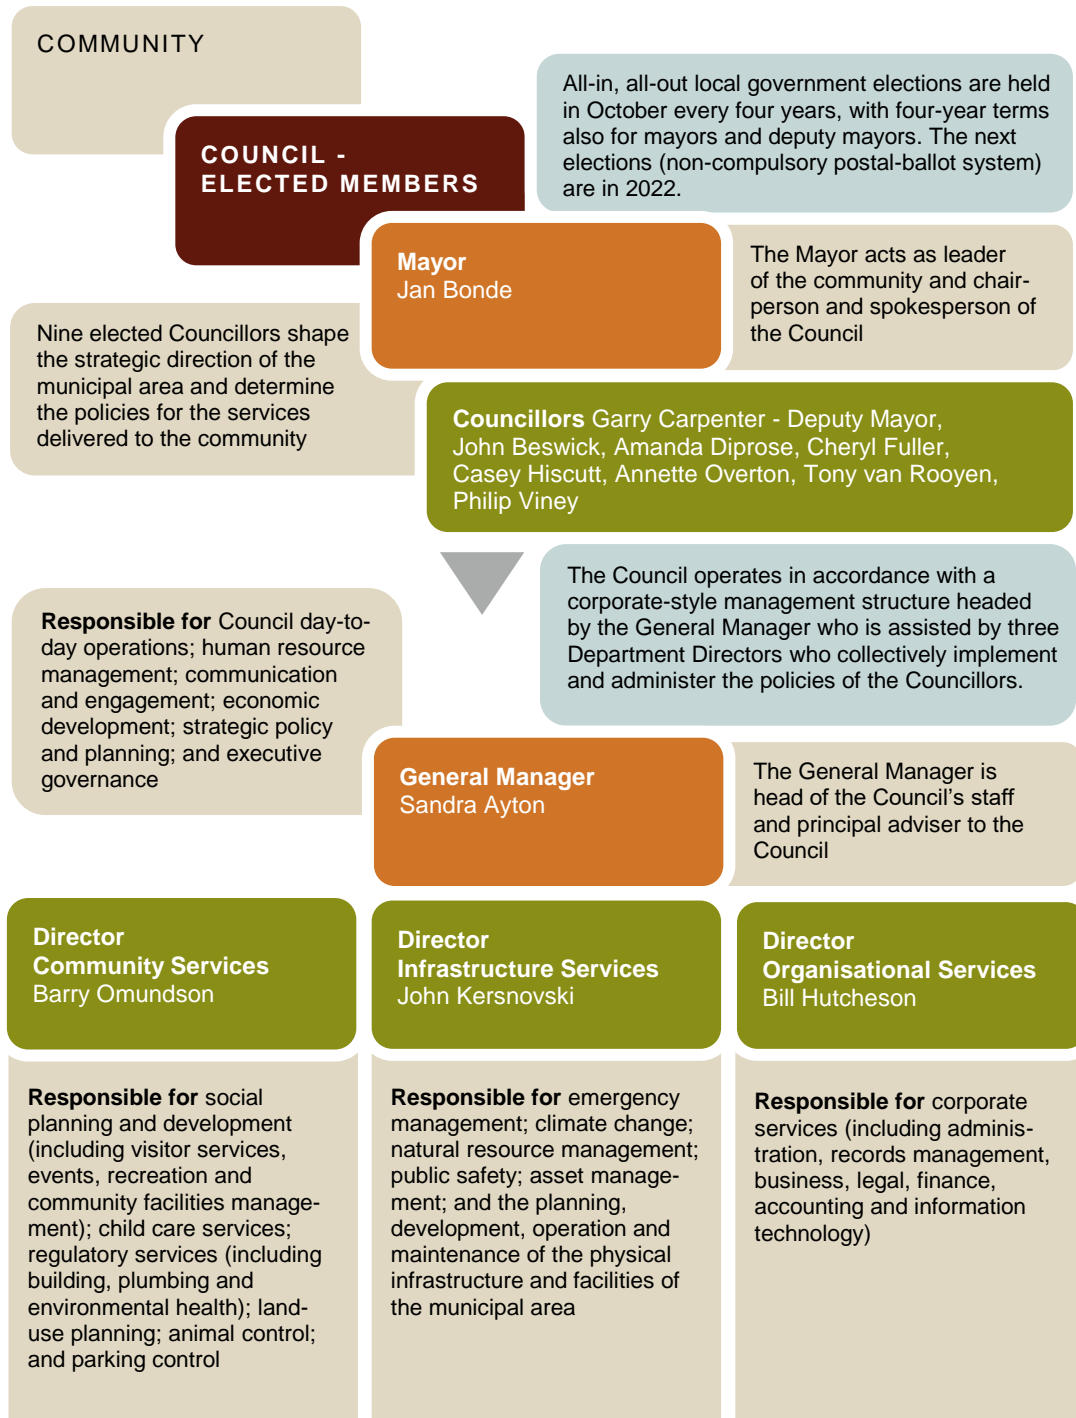 COMMUNITY
All-in, all-out local government elections are held
in October every four years, with four-year terms
also for mayors and deputy mayors. The next
elections (non-compulsory postal-ballot system)
are in 2022.
COUNCIL -
ELECTED MEMBERS
Mayor
Jan Bonde
The Mayor acts as leader
of the community and chair-
person and spokesperson of
the Council
Nine elected Councillors shape
the strategic direction of the
municipal area and determine
the policies for the services
delivered to the community
Councillors Garry Carpenter - Deputy Mayor,
John Beswick, Amanda Diprose, Cheryl Fuller,
Casey Hiscutt, Annette Overton, Tony van Rooyen,
Philip Viney
The Council operates in accordance with a
corporate-style management structure headed
by the General Manager who is assisted by three
Department Directors who collectively implement
and administer the policies of the Councillors.
Responsible for Council day-to-
day operations; human resource
management; communication
and engagement; economic
development; strategic policy
and planning; and executive
governance
General Manager
Sandra Ayton
The General Manager is
head of the Council's staff
and principal adviser to the
Council
Director
Community Services
Barry Omundson
Director
Infrastructure Services
John Kersnovski
Director
Organisational Services
Bill Hutcheson
Responsible for social
planning and development
(including visitor services,
events, recreation and
community facilities manage-
ment); child care services;
regulatory services (including
building, plumbing and
environmental health); land-
use planning; animal control;
and parking control
Responsible for emergency
management; climate change;
natural resource management;
public safety; asset manage-
ment; and the planning,
development, operation and
maintenance of the physical
infrastructure and facilities of
the municipal area
Responsible for corporate
services (including adminis-
tration, records management,
business, legal, finance,
accounting and information
technology)